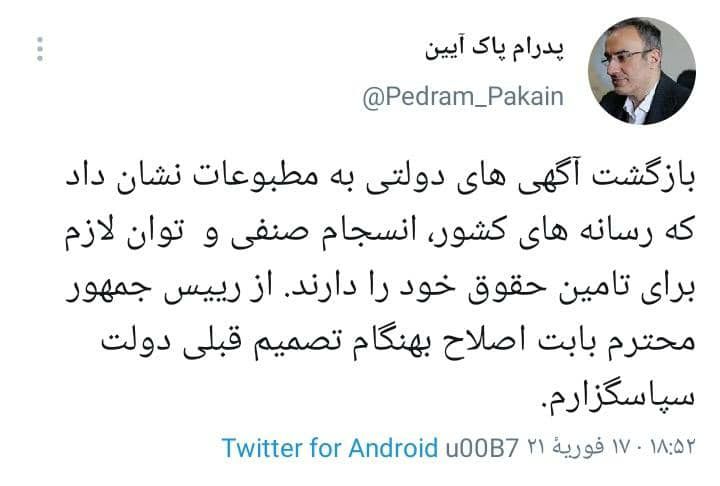 پدرام پاک آیین
@Pedram_Pakain
بازگشت آگهی های دولتی به مطبوعات نشان داد
که رسانه های کشور، انسجام صنفی و توان لازم
برای تامین حقوق خود را دارند. از رییس جمهور
محترم بابت اصلاح بهنگام تصمیم قبلی دولت
سپاسگزارم.
۱۸:۵۲ · ۱۷ فوریهٔ ۲۱ u00B7 Twitter for Android